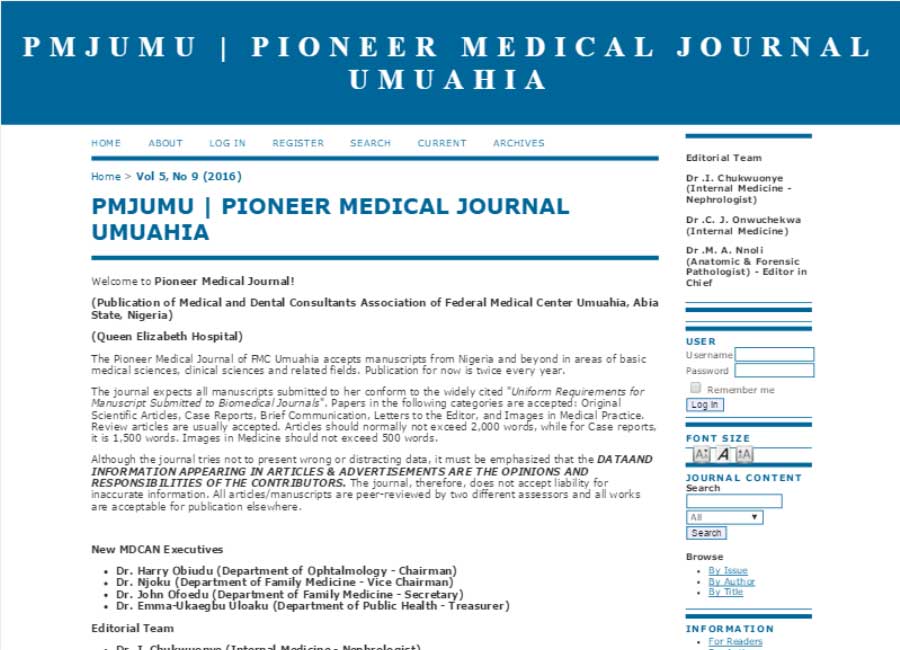 PMJUMU | PIONEER MEDICAL JOURNAL
UMUAHIA
HOME ABOUT LOG IN REGISTER SEARCH CURRENT ARCHIVES
Home > Vol 5, No 9 (2016)
PMJUMU | PIONEER MEDICAL JOURNAL
UMUAHIA
Welcome to Pioneer Medical Journal!
(Publication of Medical and Dental Consultants Association of Federal Medical Center Umuahia, Abia
State, Nigeria)
(Queen Elizabeth Hospital)
The Pioneer Medical Journal of FMC Umuahia accepts manuscripts from Nigeria and beyond in areas of basic
medical sciences, clinical sciences and related fields. Publication for now is twice every year.
The journal expects all manuscripts submitted to her conform to the widely cited "Uniform Requirements for
Manuscript Submitted to Biomedical Journals". Papers in the following categories are accepted: Original
Scientific Articles, Case Reports, Brief Communication, Letters to the Editor, and Images in Medical Practice.
Review articles are usually accepted. Articles should normally not exceed 2,000 words, while for Case reports,
it is 1,500 words. Images in Medicine should not exceed 500 words.
Although the journal tries not to present wrong or distracting data, it must be emphasized that the DATAAND
INFORMATION APPEARING IN ARTICLES & ADVERTISEMENTS ARE THE OPINIONS AND
RESPONSIBILITIES OF THE CONTRIBUTORS. The journal, therefore, does not accept liability for
inaccurate information. All articles/manuscripts are peer-reviewed by two different assessors and all works
are acceptable for publication elsewhere.
New MDCAN Executives
• Dr. Harry Obiudu (Department of Ophtalmology - Chairman)
• Dr. Njoku (Department of Family Medicine - Vice Chairman)
• Dr. John Ofoedu (Department of Family Medicine - Secretary)
• Dr. Emma-Ukaegbu Uloaku (Department of Public Health - Treasurer)
Editorial Team
• Dr. I. Chukwuonye (Internal Medicine - Nephrologist)
Editorial Team
Dr .I. Chukwuonye
(Internal Medicine -
Nephrologist)
Dr .C. J. Onwuchekwa
(Internal Medicine)
Dr .M. A. Nnoli
(Anatomic & Forensic
Pathologist) - Editor in
Chief
USER
Username
Password
Remember me
Log In
FONT SIZE
A A A
JOURNAL CONTENT
Search
All
Search
Browse
• By Issue
• By Author
• By Title
INFORMATION
• For Readers